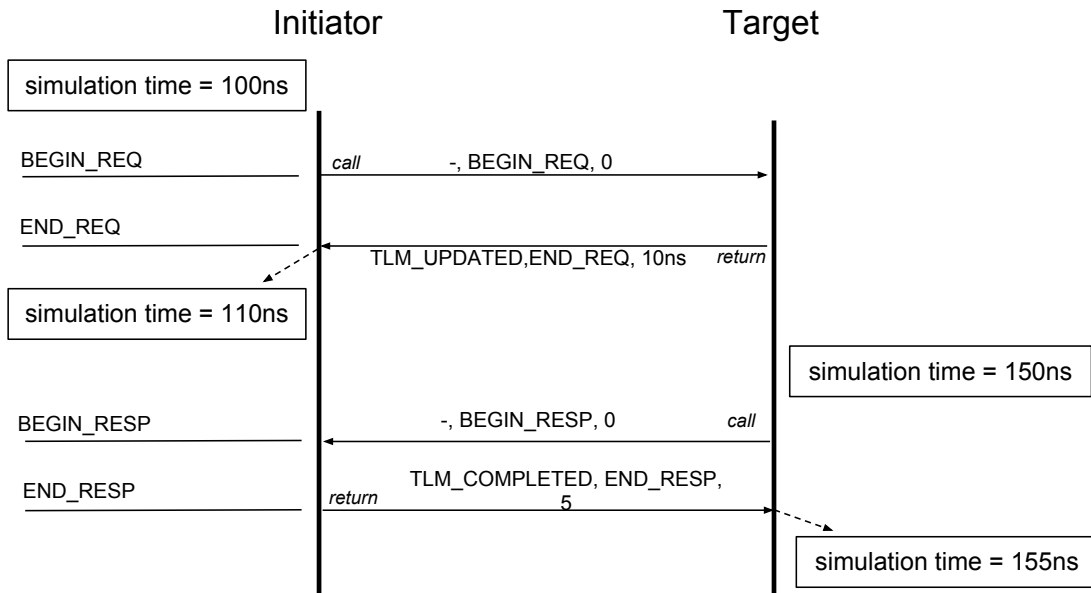 Initiator
Target
simulation time = 100ns
BEGIN_REQ
call
-, BEGIN_REQ, 0
END_REQ
TLM_UPDATED,END_REQ, 10ns
return
simulation time = 110ns
simulation time = 150ns
BEGIN_RESP
-, BEGIN_RESP, 0
call
END_RESP
return
TLM_COMPLETED, END_RESP,
5
simulation time = 155ns